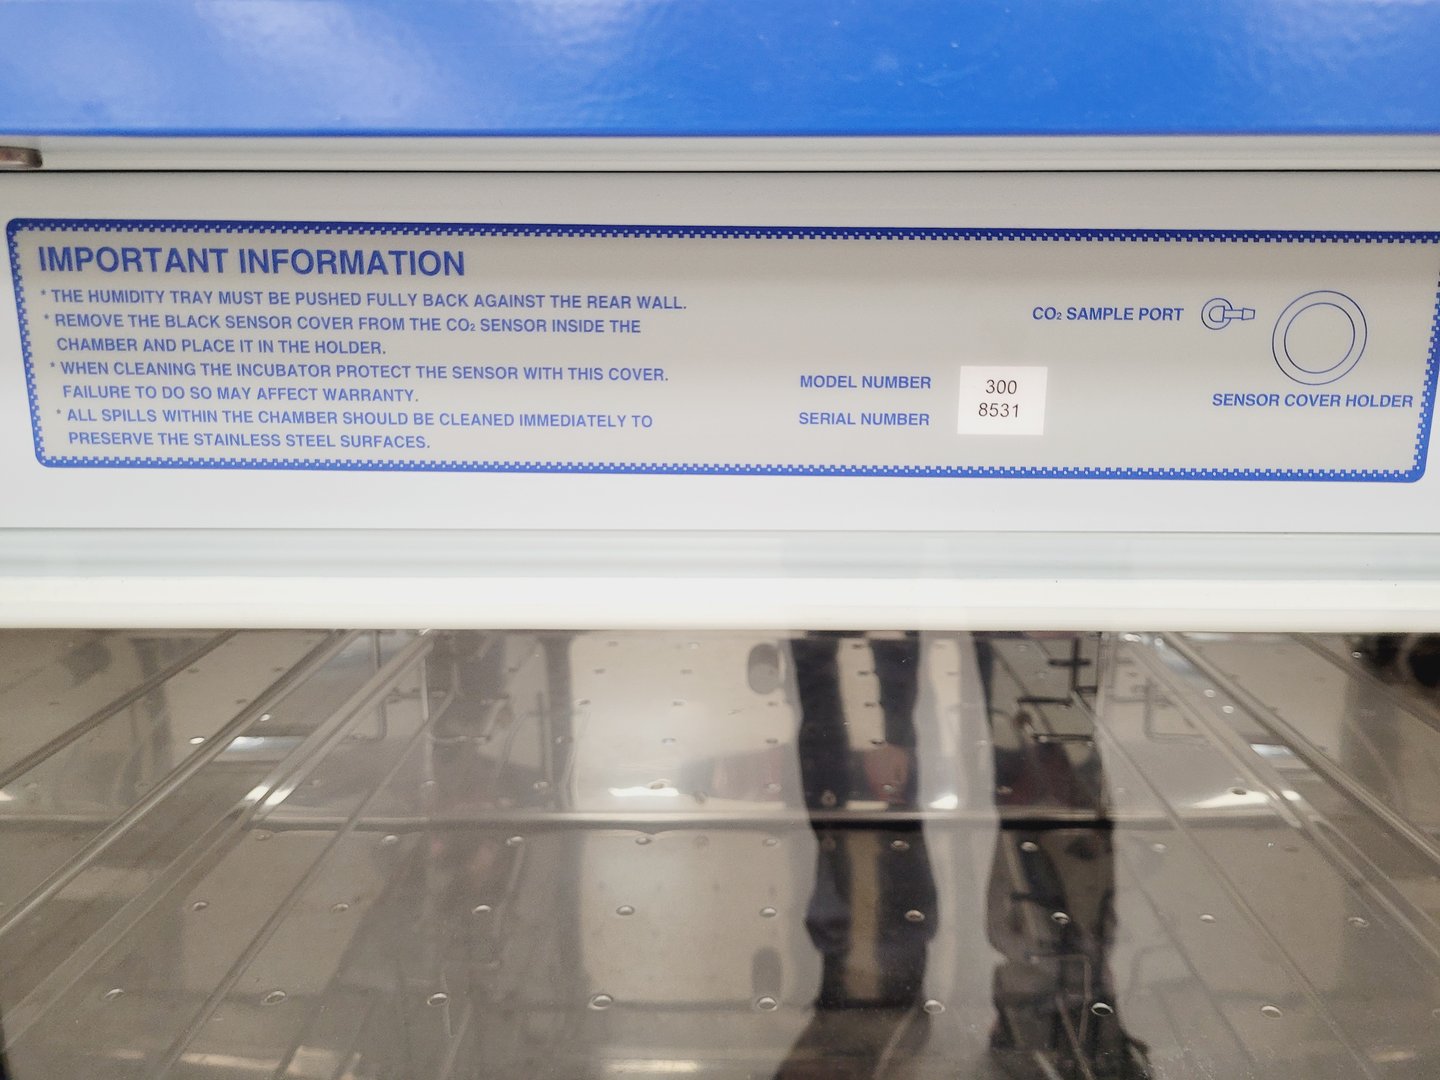 IMPORTANT INFORMATION
* THE HUMIDITY TRAY MUST BE PUSHED FULLY BACK AGAINST THE REAR WALL.
* REMOVE THE BLACK SENSOR COVER FROM THE CO₂ SENSOR INSIDE THE
CHAMBER AND PLACE IT IN THE HOLDER.
* WHEN CLEANING THE INCUBATOR PROTECT THE SENSOR WITH THIS COVER.
FAILURE TO DO SO MAY AFFECT WARRANTY.
* ALL SPILLS WITHIN THE CHAMBER SHOULD BE CLEANED IMMEDIATELY TO
PRESERVE THE STAINLESS STEEL SURFACES.
MODEL NUMBER 300
SERIAL NUMBER 8531
CO₂ SAMPLE PORT
SENSOR COVER HOLDER